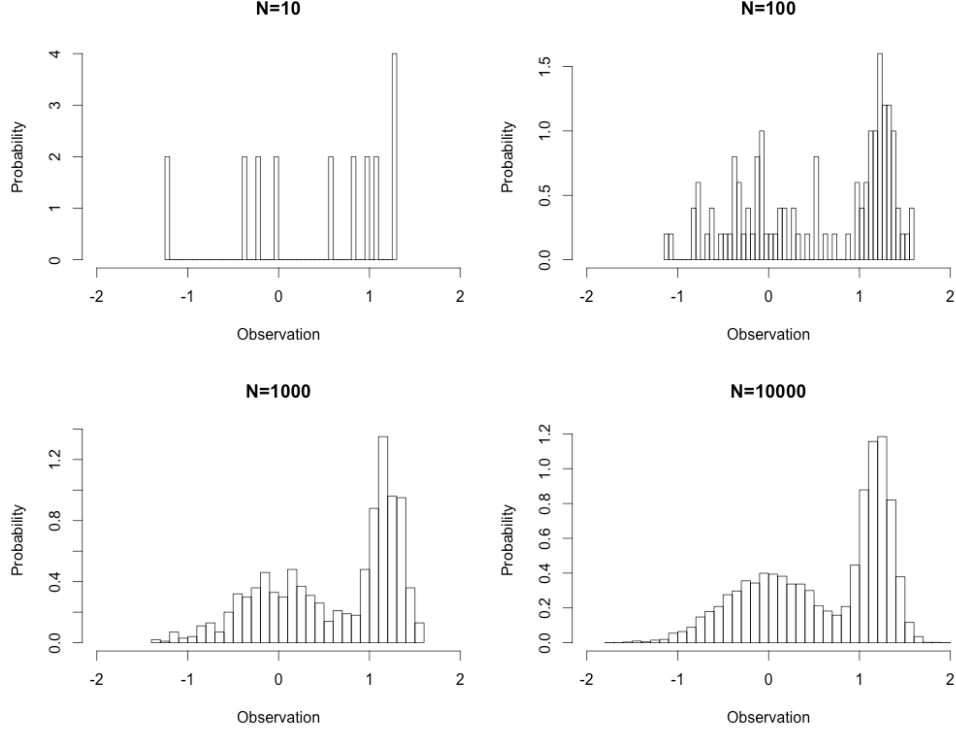 N=10
4
3
2
1
0
Probability
-2 -1 0 1 2
Observation
N=100
1.5
1.0
0.5
0.0
Probability
-2 -1 0 1 2
Observation
N=1000
1.2
0.8
0.4
0.0
Probability
-2 -1 0 1 2
Observation
N=10000
1.2
1.0
0.8
0.6
0.4
0.2
0.0
Probability
-2 -1 0 1 2
Observation